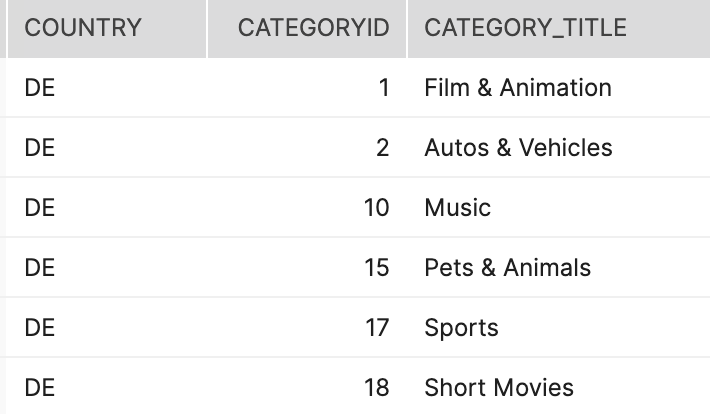 COUNTRY CATEGORYID CATEGORY_TITLE
DE 1 Film & Animation
DE 2 Autos & Vehicles
DE 10 Music
DE 15 Pets & Animals
DE 17 Sports
DE 18 Short Movies